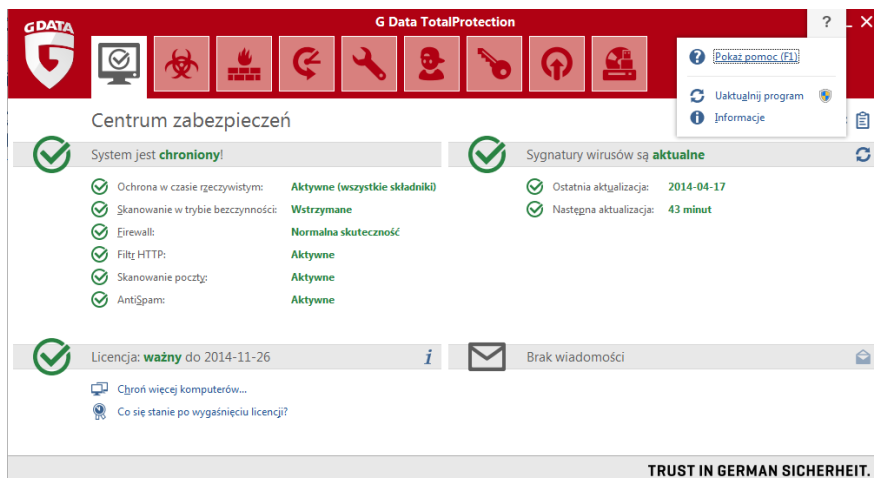 G DATA
G Data TotalProtection
?
Pokaż pomoc (F1)
Uaktualnij program
Informacje
Centrum zabezpieczeń
System jest chroniony!
Ochrona w czasie rzeczywistym: Aktywne (wszystkie składniki)
Skanowanie w trybie bezczynności: Wstrzymane
Firewall: Normalna skuteczność
Filtr HTTP: Aktywne
Skanowanie poczty: Aktywne
AntiSpam: Aktywne
Sygnatury wirusów są aktualne
Ostatnia aktualizacja: 2014-04-17
Następna aktualizacja: 43 minut
Licencja: ważny do 2014-11-26
Chroń więcej komputerów...
Co się stanie po wygaśnięciu licencji?
Brak wiadomości
TRUST IN GERMAN SICHERHEIT.